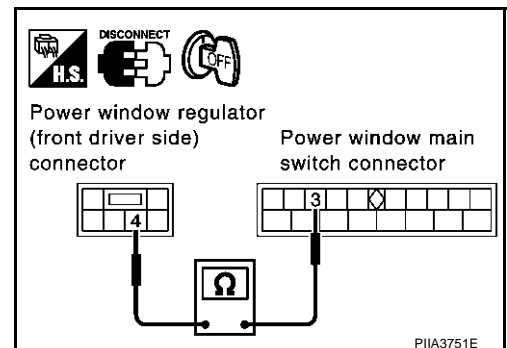 DISCONNECT
H.S.
OFF
Power window regulator
(front driver side)
connector
Power window main
switch connector
3
4
Ω
PIIA3751E